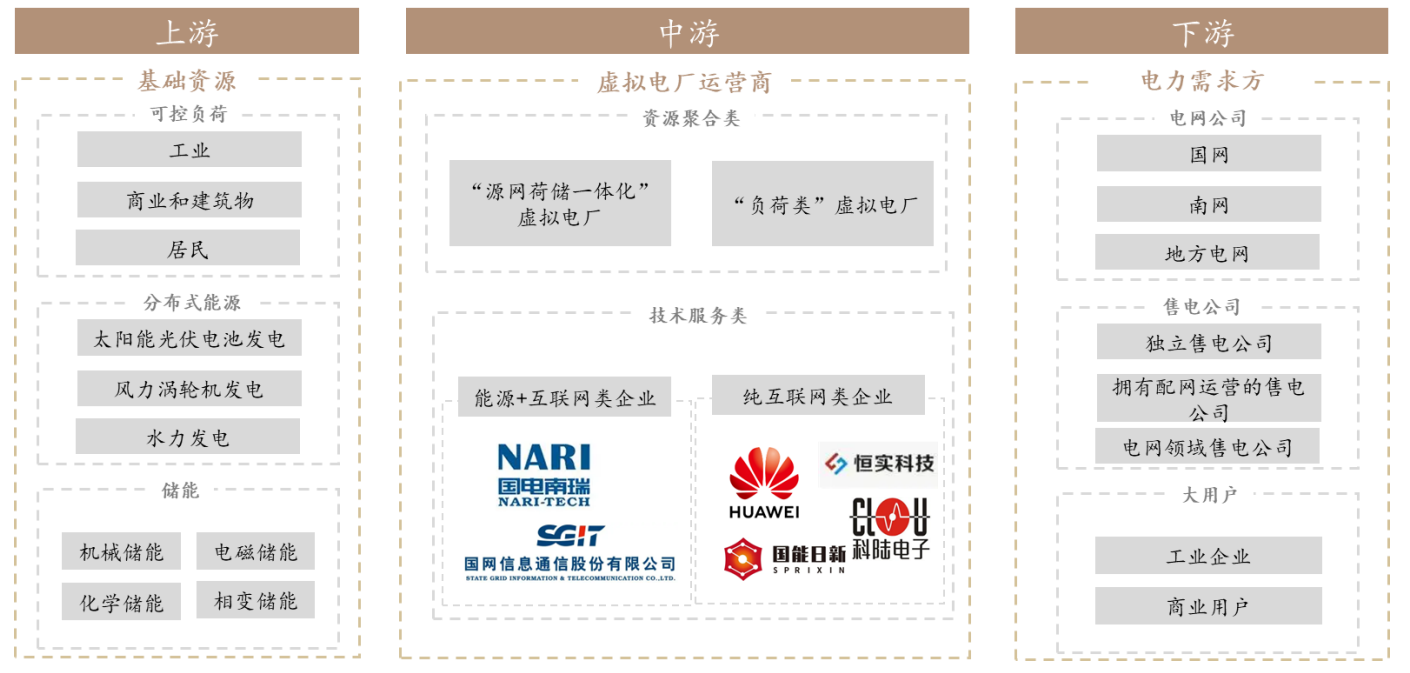 上游
基础资源
可控负荷
工业
商业和建筑物
居民
分布式能源
太阳能光伏电池发电
风力涡轮机发电
水力发电
储能
机械储能
电磁储能
化学储能
相变储能
中游
虚拟电厂运营商
资源聚合类
“源网荷储一体化”
虚拟电厂
“负荷类”虚拟电厂
技术服务类
能源+互联网类企业
NARI
国电南瑞
NARI-TECH
SGIT
国网信息通信股份有限公司
STATE GRID INFORMATION & TELECOMMUNICATION CO.,LTD.
纯互联网类企业
HUAWEI
恒实科技
CLOU
科陆电子
国能日新
SPRIXIN
下游
电力需求方
电网公司
国网
南网
地方电网
售电公司
独立售电公司
拥有配网运营的售电
公司
电网领域售电公司
大用户
工业企业
商业用户